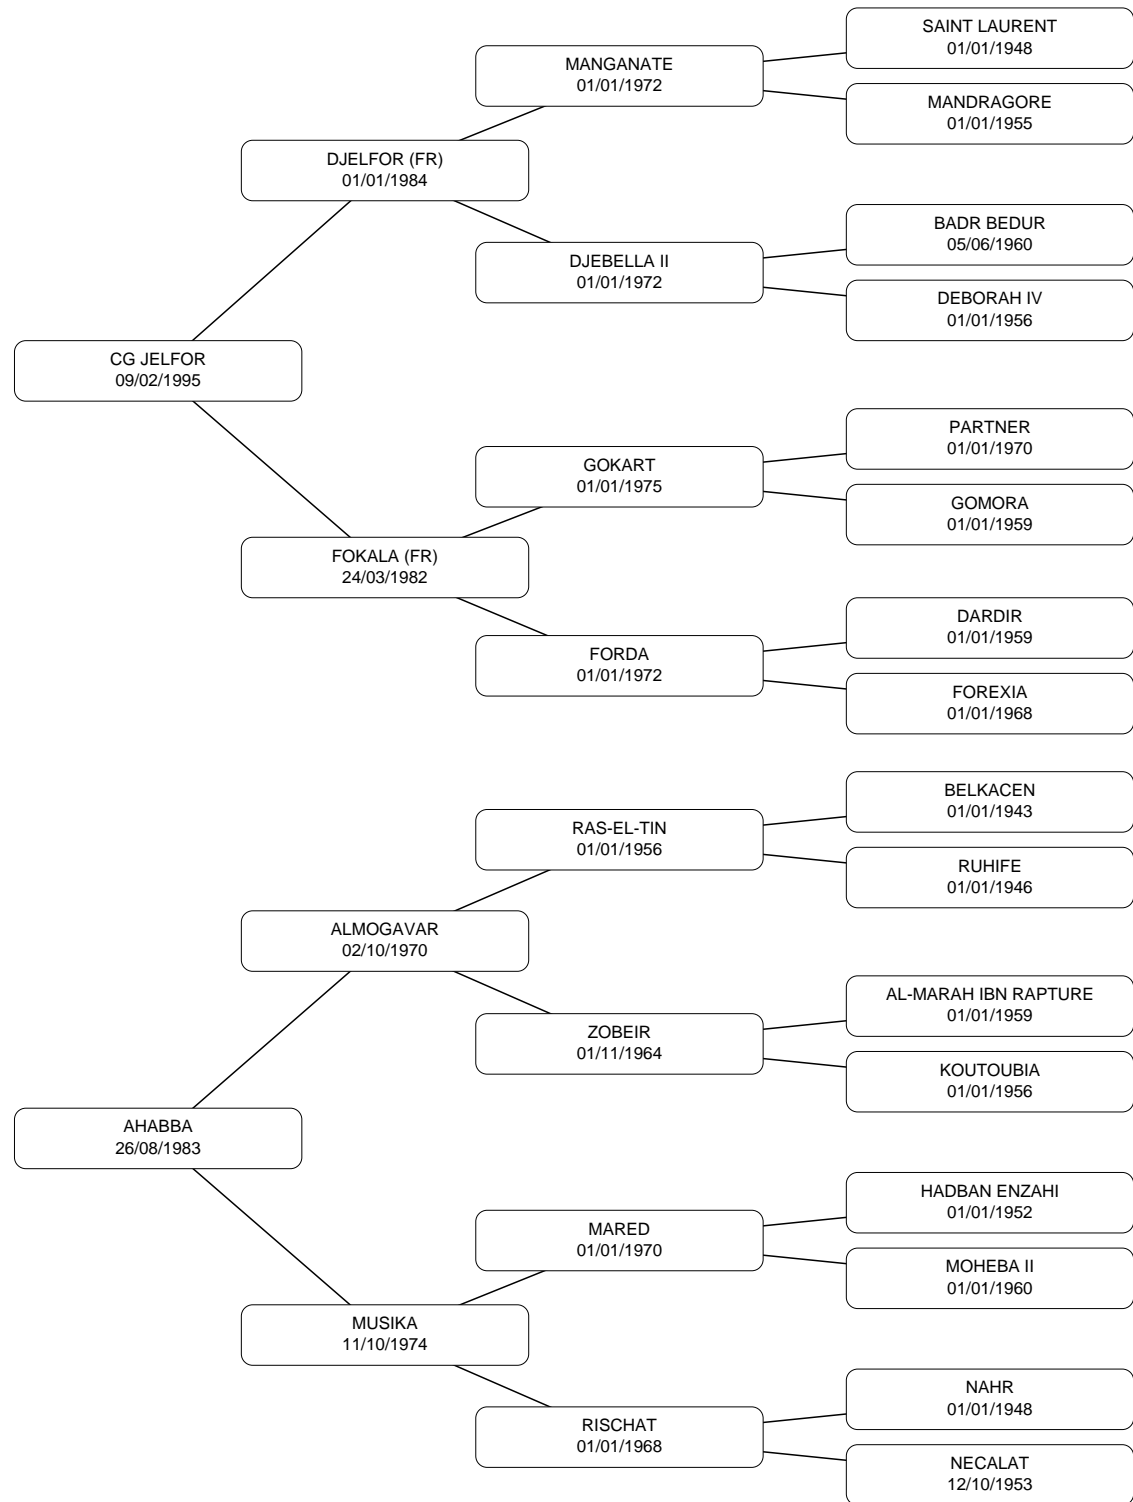 SAINT LAURENT
01/01/1948
MANGANATE
01/01/1972
MANDRAGORE
01/01/1955
DJELFOR (FR)
01/01/1984
BADR BEDUR
05/06/1960
DJEBELLA II
01/01/1972
DEBORAH IV
01/01/1956
CG JELFOR
09/02/1995
PARTNER
01/01/1970
GOKART
01/01/1975
GOMORA
01/01/1959
FOKALA (FR)
24/03/1982
DARDIR
01/01/1959
FORDA
01/01/1972
FOREXIA
01/01/1968
BELKACEN
01/01/1943
RAS-EL-TIN
01/01/1956
RUHIFE
01/01/1946
ALMOGAVAR
02/10/1970
AL-MARAH IBN RAPTURE
01/01/1959
ZOBEIR
01/11/1964
KOUTOUBIA
01/01/1956
AHABBA
26/08/1983
HADBAN ENZAHI
01/01/1952
MARED
01/01/1970
MOHEBA II
01/01/1960
MUSIKA
11/10/1974
NAHR
01/01/1948
RISCHAT
01/01/1968
NECALAT
12/10/1953